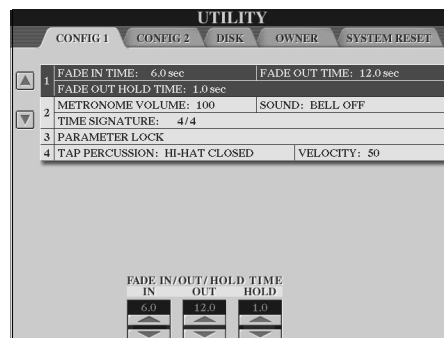 UTILITY
CONFIG 1 CONFIG 2 DISK OWNER SYSTEM RESET
1 FADE IN TIME: 6.0 sec FADE OUT TIME: 12.0 sec
FADE OUT HOLD TIME: 1.0 sec
2 METRONOME VOLUME: 100 SOUND: BELL OFF
TIME SIGNATURE: 4/4
3 PARAMETER LOCK
4 TAP PERCUSSION: HI-HAT CLOSED VELOCITY: 50
FADE IN/OUT/HOLD TIME
IN OUT HOLD
6.0 12.0 1.0